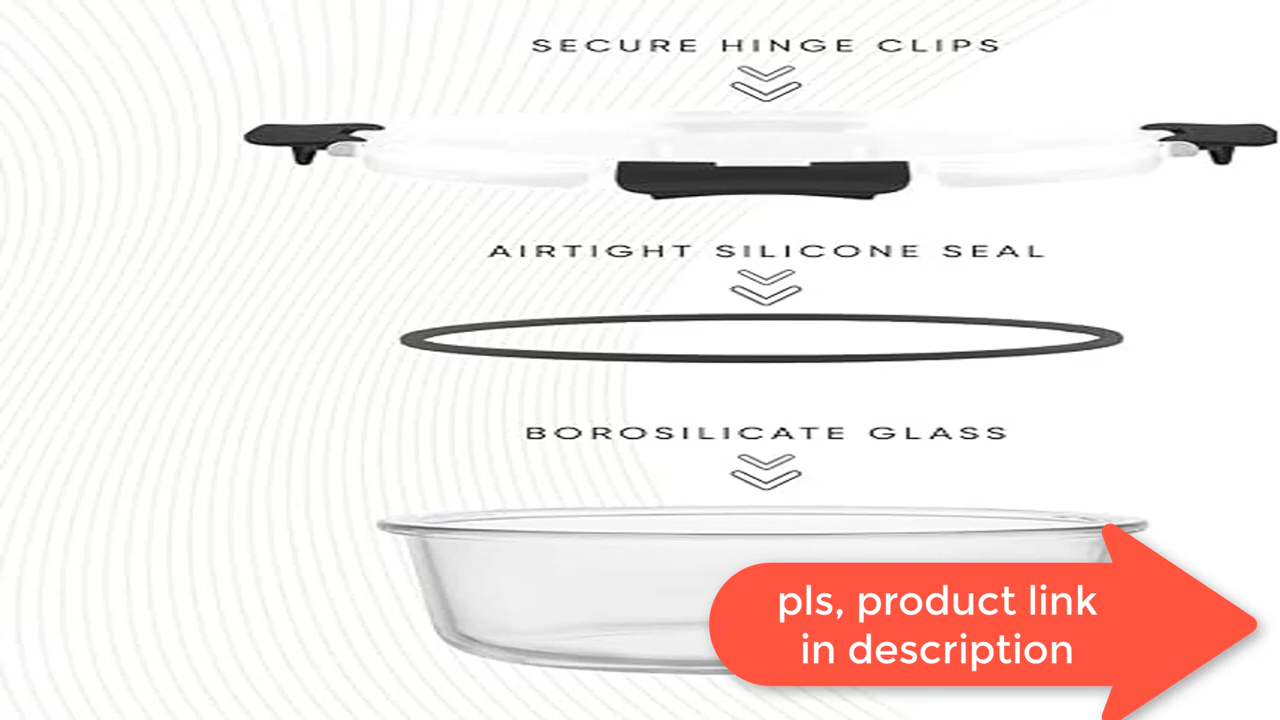 SECURE HINGE CLIPS
AIRTIGHT SILICONE SEAL
BOROSILICATE GLASS
pls, product link
in description